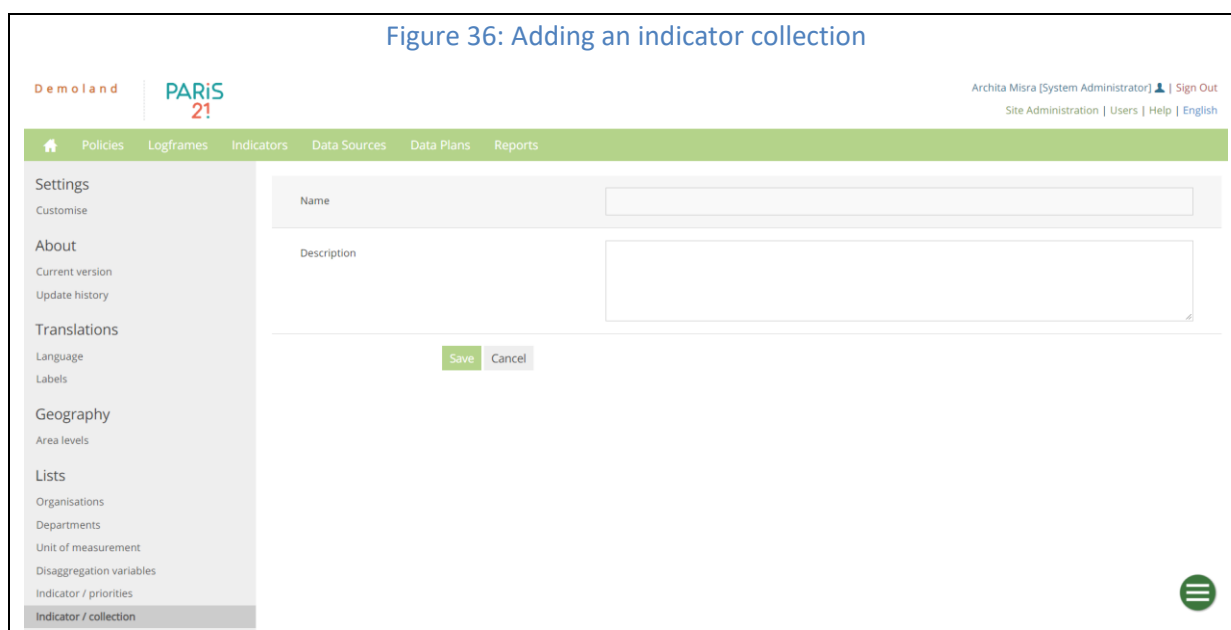 Figure 36: Adding an indicator collection
Demoland
PARiS
21
Archita Misra [System Administrator] | Sign Out
Site Administration | Users | Help | English
Policies Logframes Indicators Data Sources Data Plans Reports
Settings
Customise
About
Current version
Update history
Translations
Language
Labels
Geography
Area levels
Lists
Organisations
Departments
Unit of measurement
Disaggregation variables
Indicator / priorities
Indicator / collection
Name
Description
Save Cancel